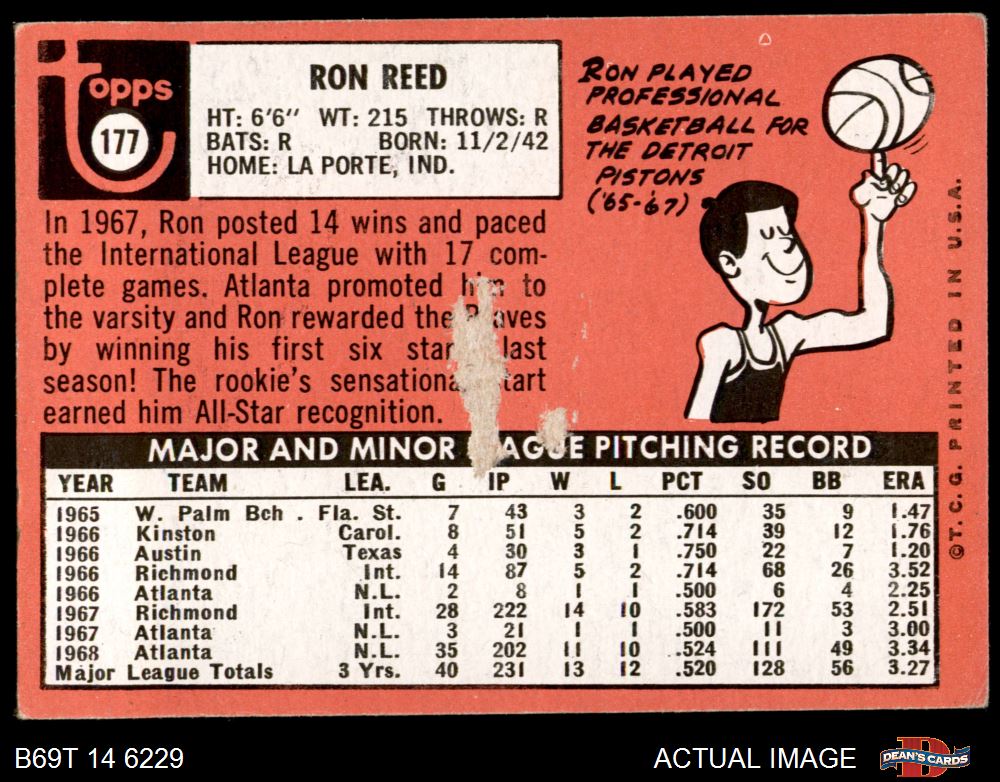 Topps
177
RON REED
HT: 6'6" WT: 215 THROWS: R
BATS: R BORN: 11/2/42
HOME: LA PORTE, IND.
RON PLAYED
PROFESSIONAL
BASKETBALL FOR
THE DETROIT
PISTONS
('65-'67)
In 1967, Ron posted 14 wins and paced
the International League with 17 com-
plete games. Atlanta promoted him to
the varsity and Ron rewarded the Braves
by winning his first six last
season! The rookie's
earned him All-Star recognition.
MAJOR AND MINOR LEAGUE PITCHING RECORD
YEAR TEAM LEA. G IP W L PCT SO BB ERA
1965 W. Palm Bch . Fla. St. 7 43 3 2 .600 35 9 1.47
1966 Kinston Carol. 8 51 5 2 .714 39 12 1.76
1966 Austin Texas 4 30 3 1 .750 22 7 1.20
1966 Richmond Int. 14 87 5 2 .714 68 26 3.52
1966 Atlanta N.L. 2 8 1 1 .500 6 4 2.25
1967 Richmond Int. 28 222 14 10 .583 172 53 2.51
1967 Atlanta N.L. 3 21 1 1 .500 11 3 3.00
1968 Atlanta N.L. 35 202 11 10 .524 111 49 3.34
Major League Totals 3 Yrs. 40 231 13 12 .520 128 56 3.27
©T. C. G. PRINTED IN U.S.A.
B69T 14 6229
ACTUAL IMAGE
DEAN'S CARDS